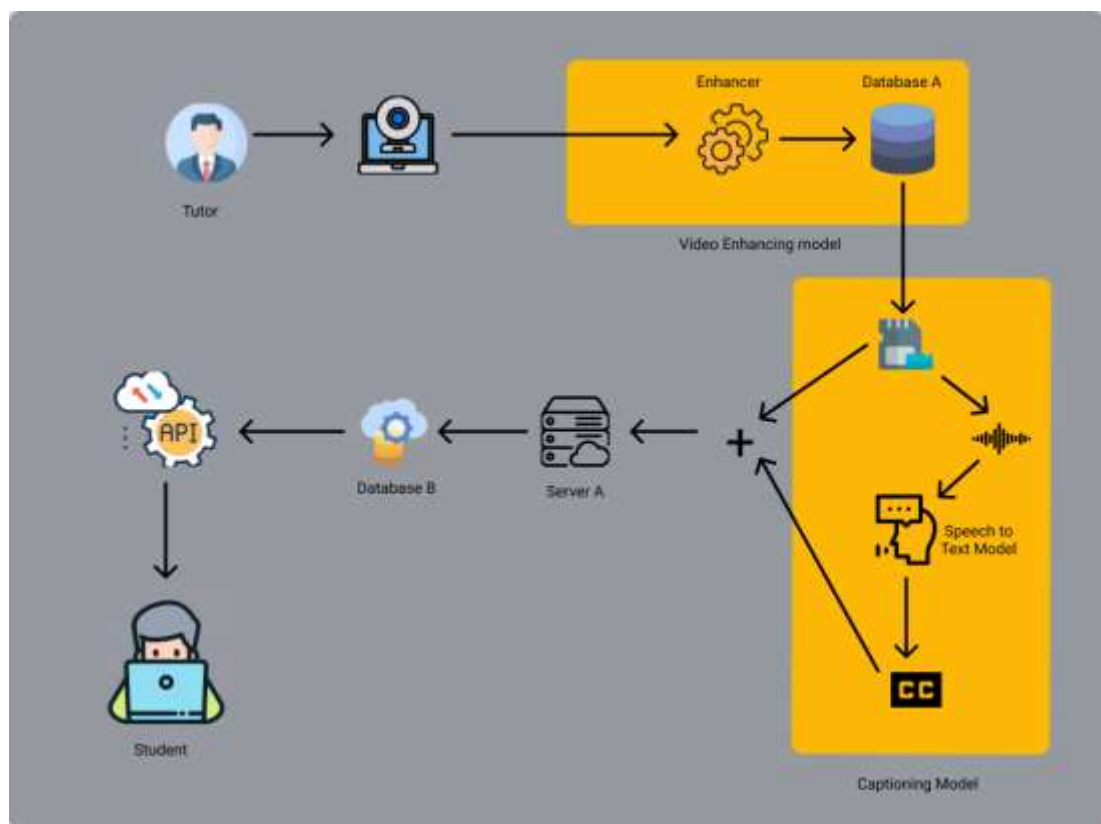 Enhancer
Database A
Tutor
Video Enhancing model
API
Database B
Server A
Speech to
Text Model
CC
Student
Captioning Model